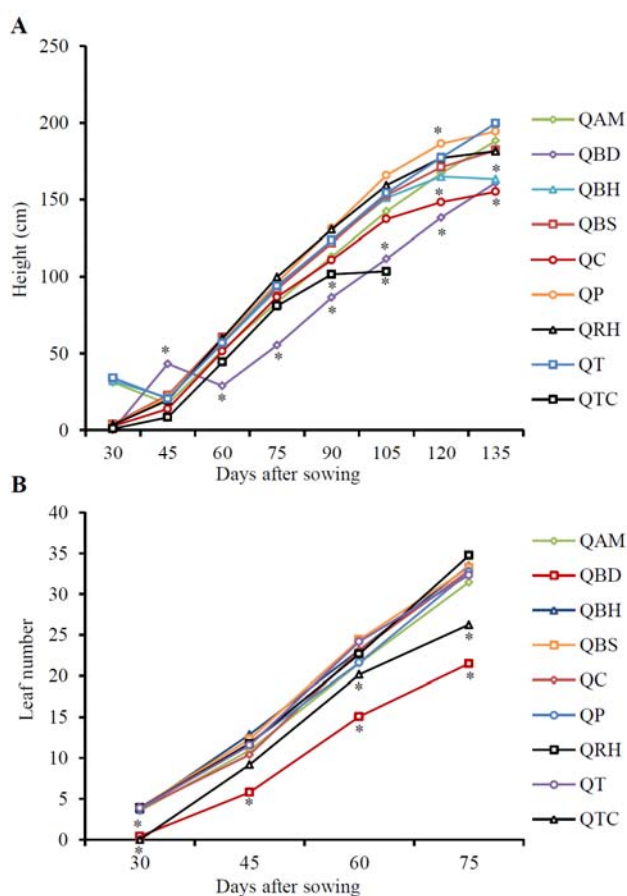 A
250
200
150
100
50
0
Height (cm)
30 45 60 75 90 105 120 135
Days after sowing
* * * * * * * * * * * *
QAM
QBD
QBH
QBS
QC
QP
QRH
QT
QTC
B
40
35
30
25
20
15
10
5
0
Leaf number
30 45 60 75
Days after sowing
* * * * * * * *
QAM
QBD
QBH
QBS
QC
QP
QRH
QT
QTC